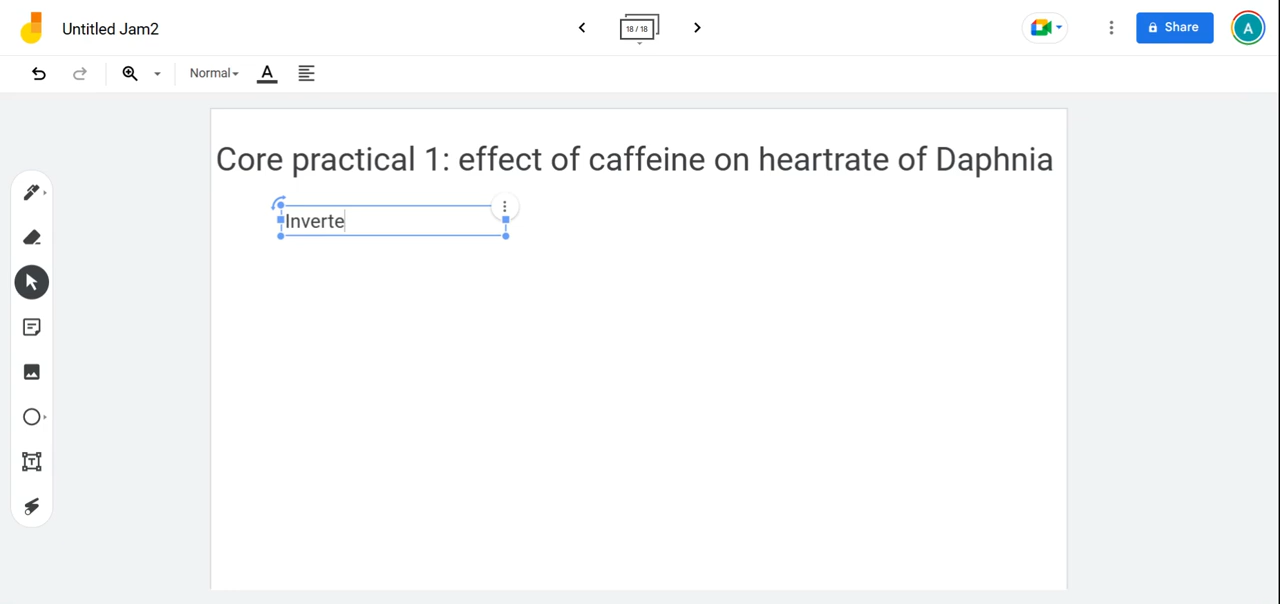 Untitled Jam2
18 / 18
Share
A
Normal
A
Core practical 1: effect of caffeine on heartrate of Daphnia
Inverte
T